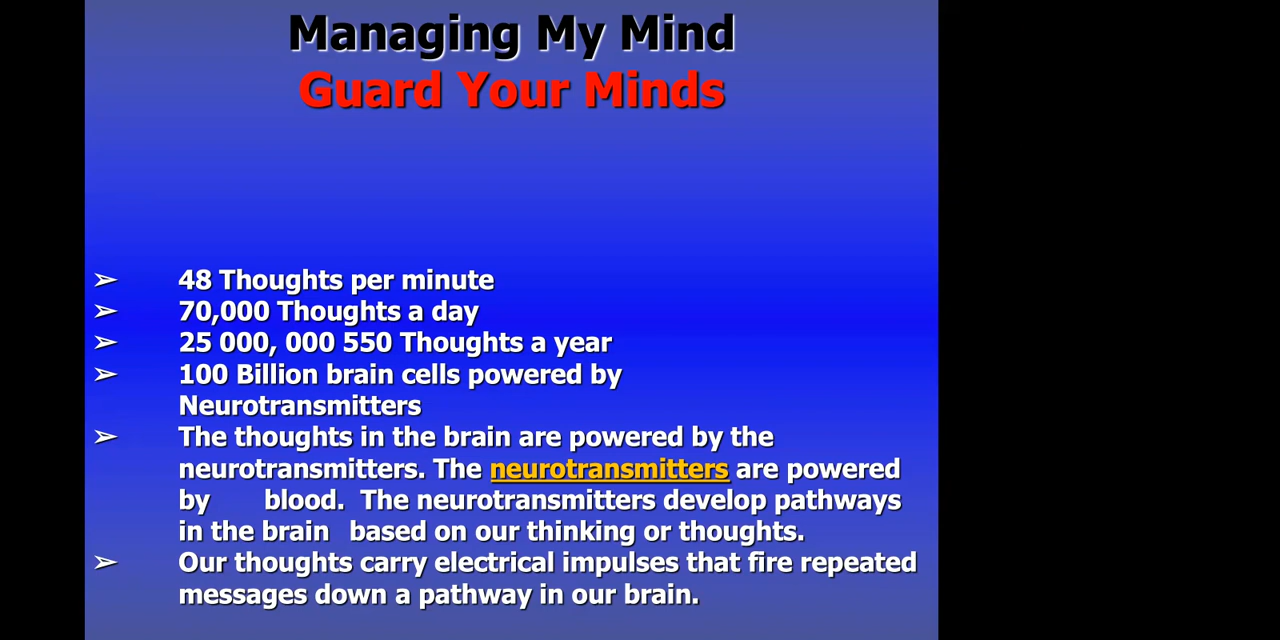 Managing My Mind
Guard Your Minds
➢ 48 Thoughts per minute
➢ 70,000 Thoughts a day
➢ 25 000, 000 550 Thoughts a year
➢ 100 Billion brain cells powered by
Neurotransmitters
➢ The thoughts in the brain are powered by the
neurotransmitters. The neurotransmitters are powered
by blood. The neurotransmitters develop pathways
in the brain based on our thinking or thoughts.
➢ Our thoughts carry electrical impulses that fire repeated
messages down a pathway in our brain.